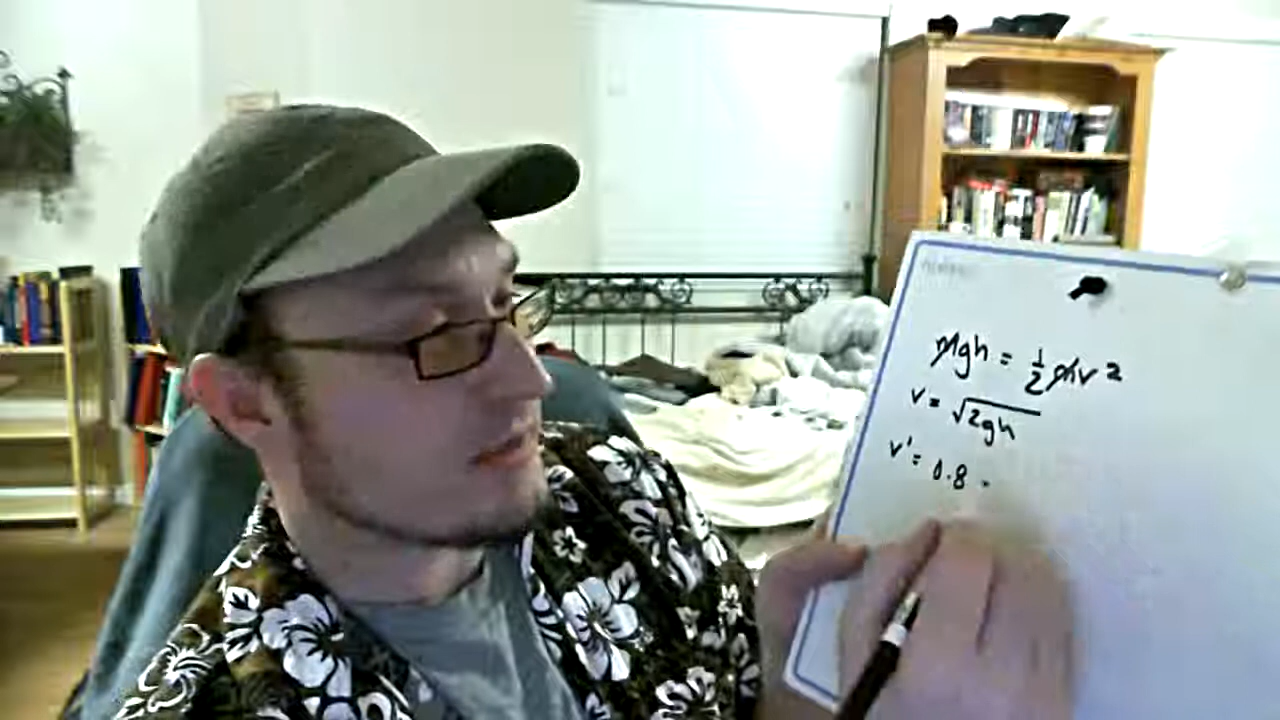 mgh = 1/2 mv²
v = √2gh
v' = 0.8 ·